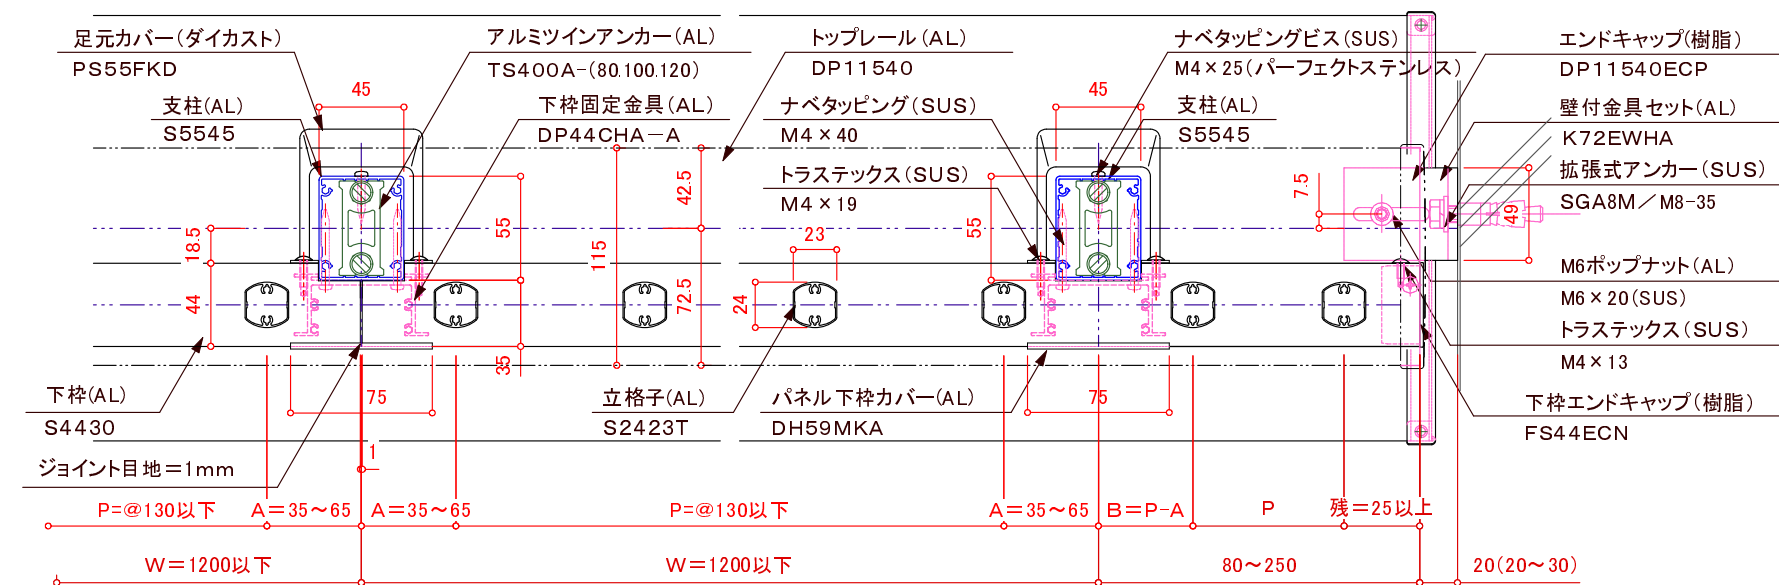 足元カバー(ダイカスト)
PS55FKD
アルミツインアンカー(AL)
TS400A-(80.100.120)
トップレール(AL)
DP11540
ナベタッピングビス(SUS)
M4×25(パーフェクトステンレス)
エンドキャップ(樹脂)
DP11540ECP
支柱(AL)
S5545
45
下枠固定金具(AL)
DP44CHA-A
ナベタッピング(SUS)
M4×40
45
支柱(AL)
S5545
壁付金具セット(AL)
K72EWHA
トラステックス(SUS)
M4×19
拡張式アンカー(SUS)
SGA8M/M8-35
18.5
44
55
35
115
42.5
72.5
23
24
55
7.5
49
M6ポップナット(AL)
M6×20(SUS)
トラステックス(SUS)
M4×13
下枠(AL)
S4430
75
立格子(AL)
S2423T
パネル下枠カバー(AL)
DH59MKA
75
下枠エンドキャップ(樹脂)
FS44ECN
ジョイント目地=1mm
1
P=@130以下
A=35~65
A=35~65
P=@130以下
A=35~65
B=P-A
P
残=25以上
W=1200以下
W=1200以下
80~250
20(20~30)